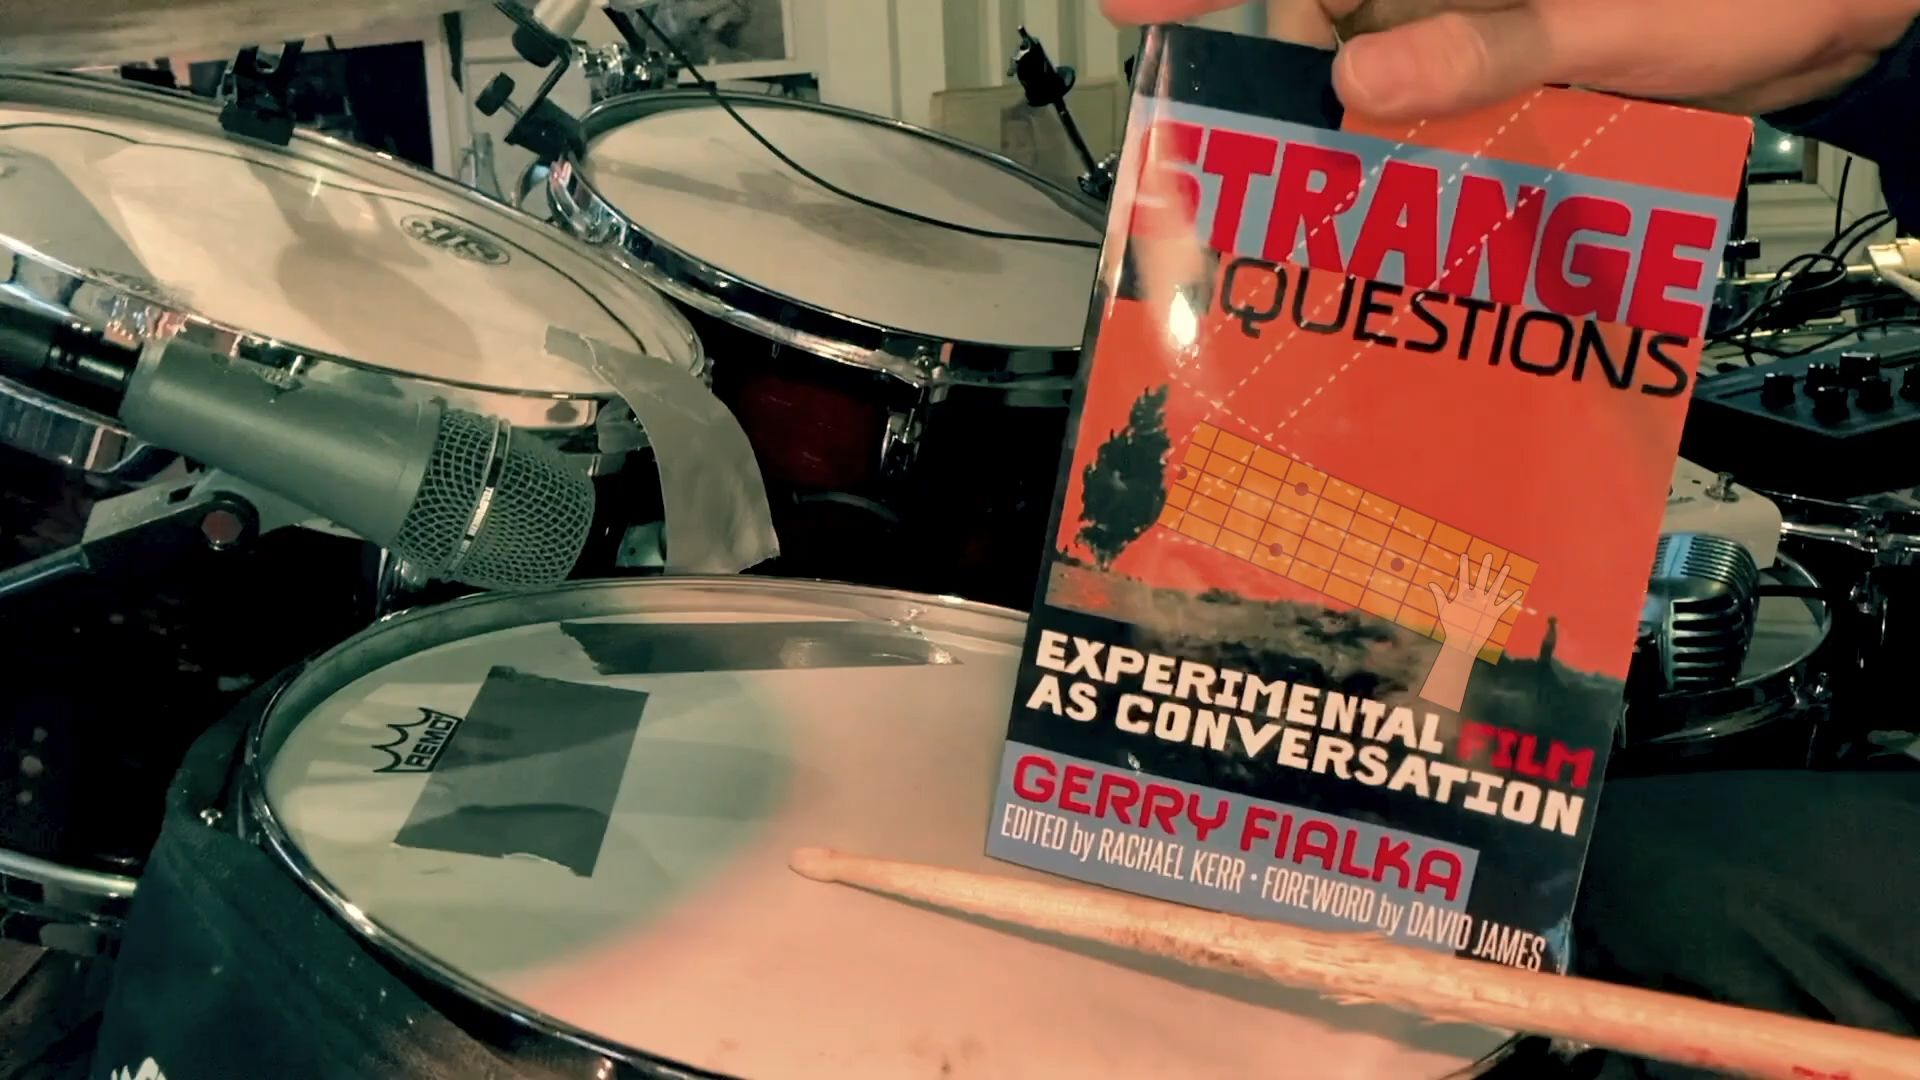 STRANGE
QUESTIONS
EXPERIMENTAL FILM
AS CONVERSATION
GERRY FIALKA
EDITED by RACHAEL KERR • FOREWORD by DAVID JAMES
REMO